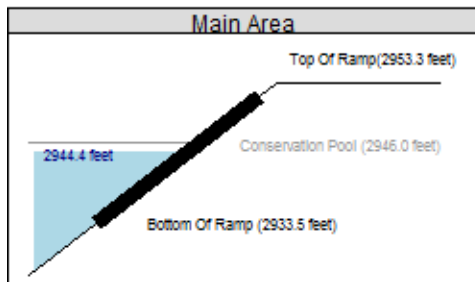 Main Area
Top Of Ramp(2953.3 feet)
Conservation Pool (2946.0 feet)
2944.4 feet
Bottom Of Ramp (2933.5 feet)